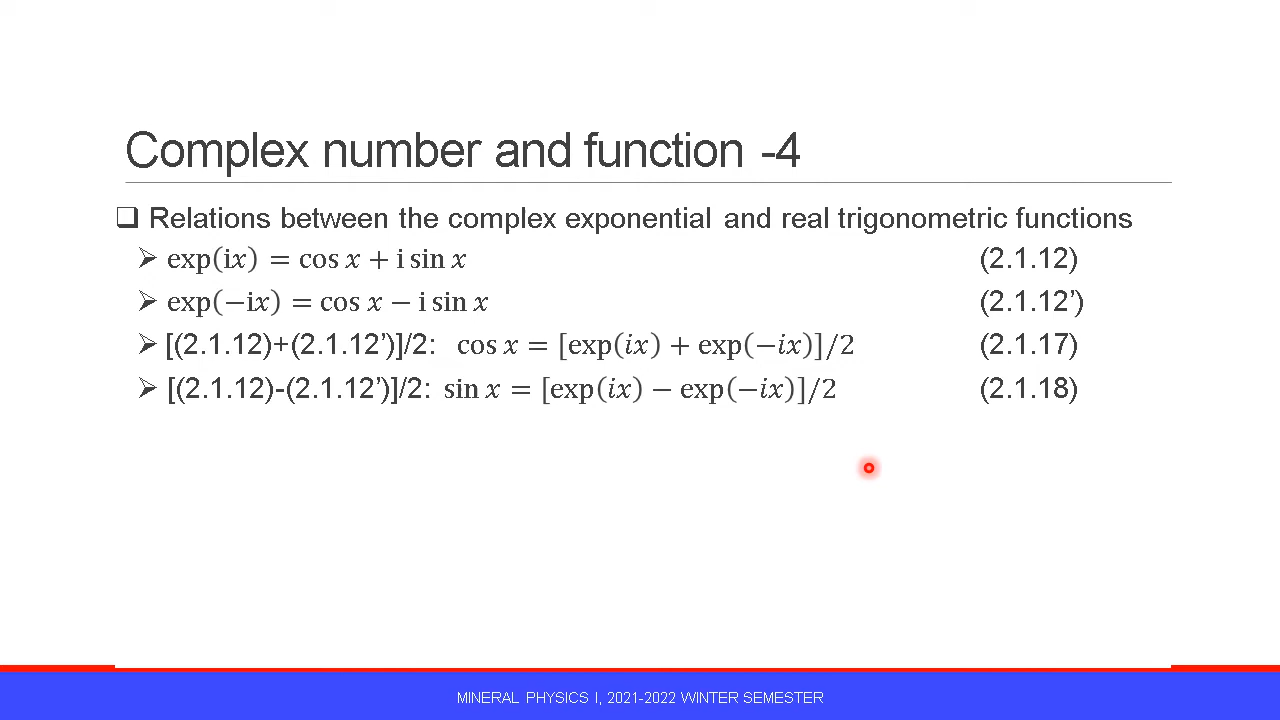 Complex number and function -4
❑ Relations between the complex exponential and real trigonometric functions
➢ exp(ix) = cos x + i sin x (2.1.12)
➢ exp(−ix) = cos x − i sin x (2.1.12’)
➢ [(2.1.12)+(2.1.12’)]/2: cos x = [exp(ix) + exp(−ix)]/2 (2.1.17)
➢ [(2.1.12)-(2.1.12’)]/2: sin x = [exp(ix) − exp(−ix)]/2 (2.1.18)
MINERAL PHYSICS I, 2021-2022 WINTER SEMESTER